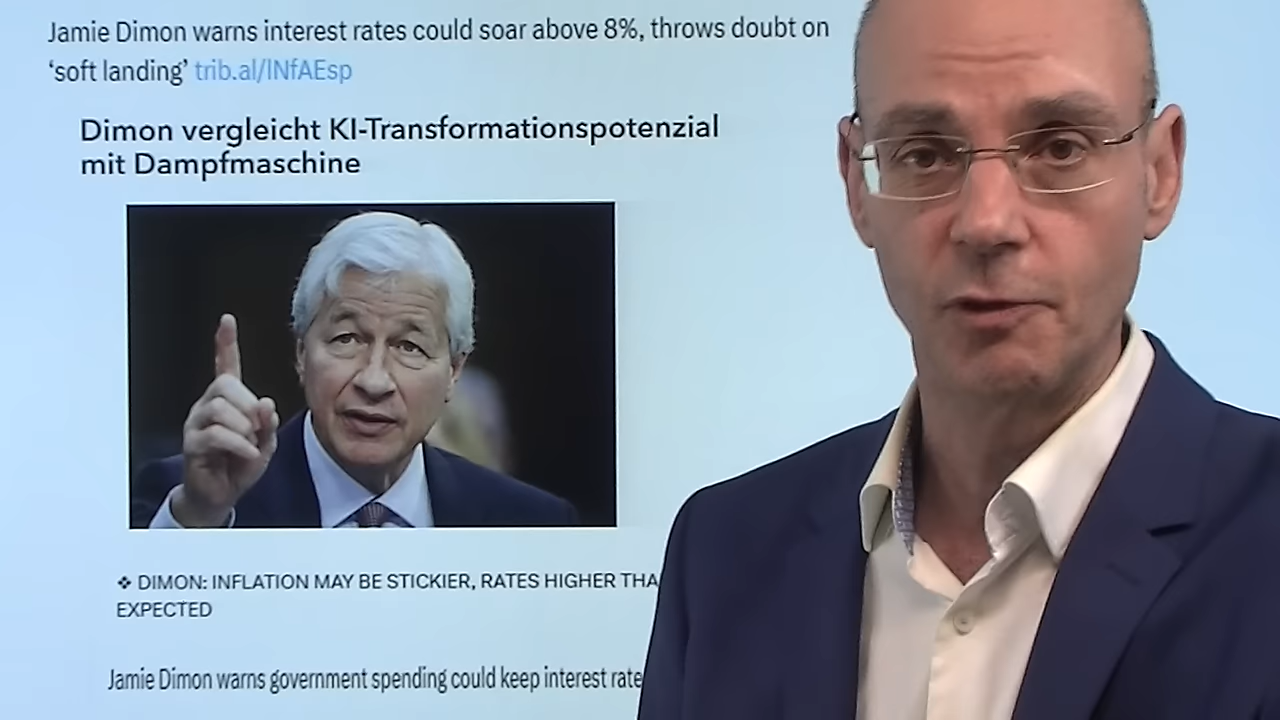 Jamie Dimon warns interest rates could soar above 8%, throws doubt on
‘soft landing’ trib.al/lNfAEsp
Dimon vergleicht KI-Transformationspotenzial
mit Dampfmaschine
❖ DIMON: INFLATION MAY BE STICKIER, RATES HIGHER THA
EXPECTED
Jamie Dimon warns government spending could keep interest rate